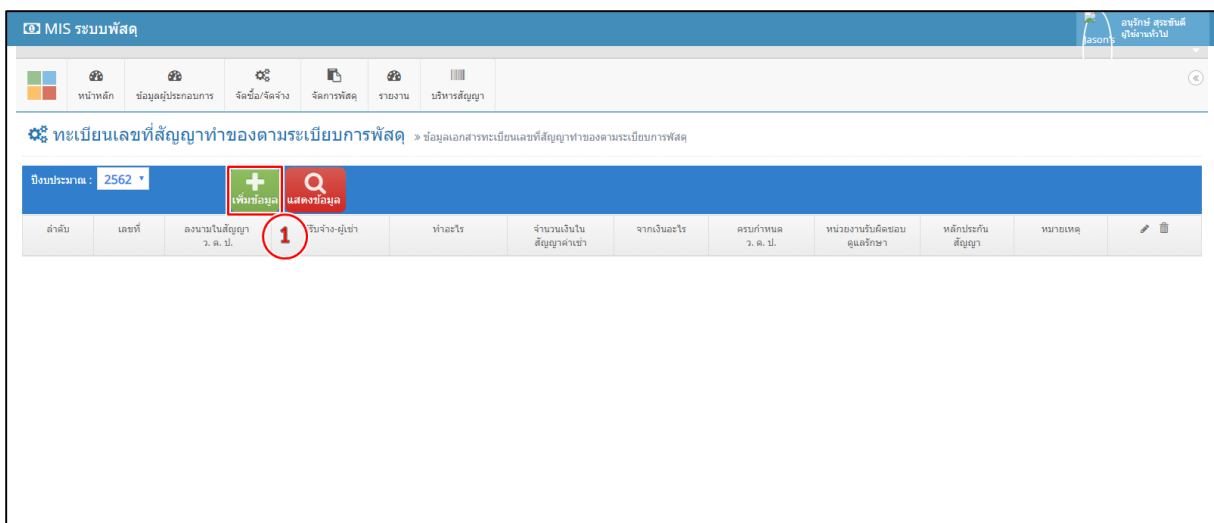 MIS ระบบพัสดุ
อนุรักษ์ สุระขันดี
ผู้ใช้งานทั่วไป
Jason's
หน้าหลัก ข้อมูลผู้ประกอบการ จัดซื้อ/จัดจ้าง จัดการพัสดุ รายงาน บริหารสัญญา
ทะเบียนเลขที่สัญญาทำของตามระเบียบการพัสดุ » ข้อมูลเอกสารทะเบียนเลขที่สัญญาทำของตามระเบียบการพัสดุ
ปีงบประมาณ : 2562 เพิ่มข้อมูล แสดงข้อมูล
1
ลำดับ เลขที่ ลงนามในสัญญา รับจ้าง-ผู้เช่า ทำอะไร จำนวนเงินใน จากเงินอะไร ครบกำหนด หน่วยงานรับผิดชอบ หลักประกัน หมายเหตุ
ว. ด. ป. สัญญาค่าเช่า ว. ด. ป. ดูแลรักษา สัญญา